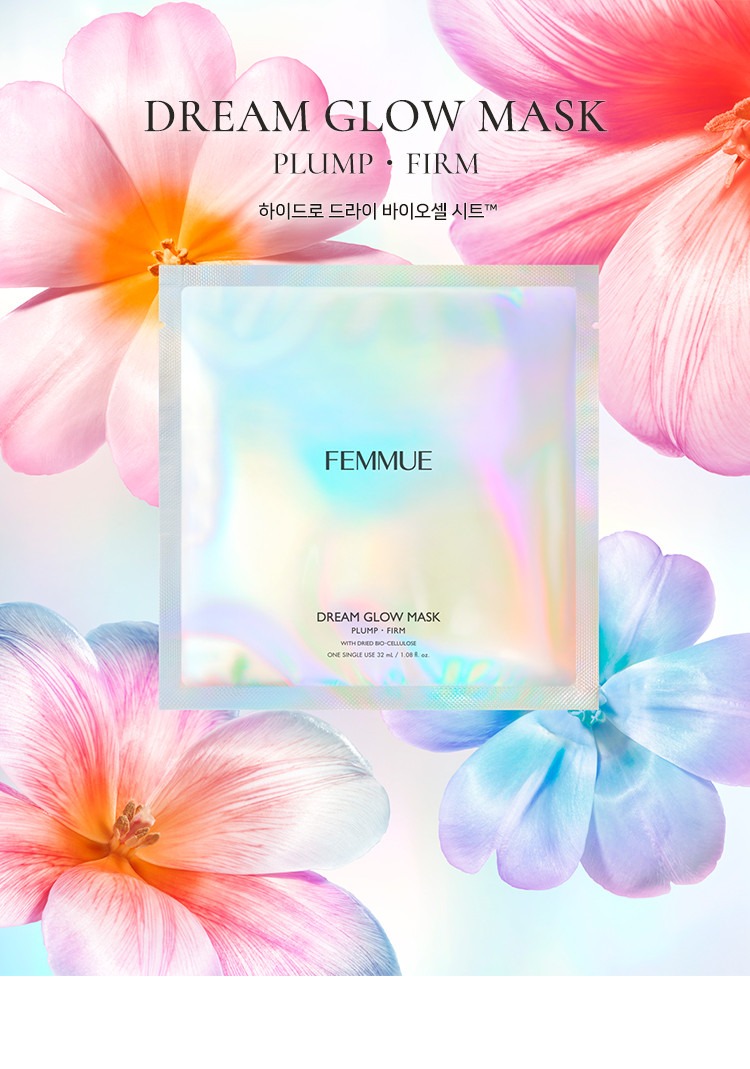 DREAM GLOW MASK
PLUMP · FIRM
하이드로 드라이 바이오셀 시트™
FEMMUE
DREAM GLOW MASK
PLUMP · FIRM
WITH DRIED BIO-CELLULOSE
ONE SINGLE USE 32 mL / 1.08 fl. oz.